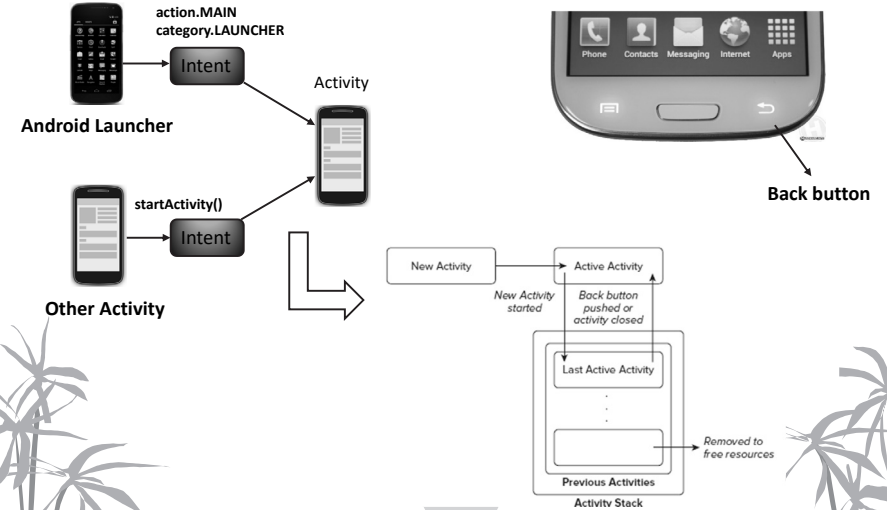 action.MAIN
category.LAUNCHER
Intent
Android Launcher
Activity
startActivity()
Intent
Other Activity
Phone Contacts Messaging Internet Apps
Back button
New Activity
Active Activity
New Activity
started
Back button
pushed or
activity closed
Last Active Activity
Removed to
free resources
Previous Activities
Activity Stack